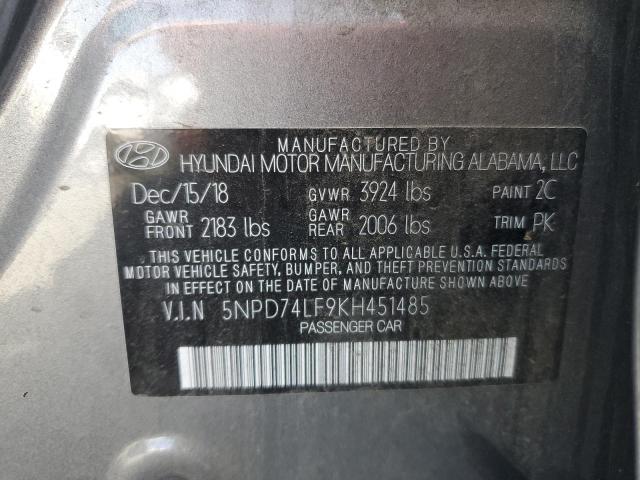 MANUFACTURED BY
HYUNDAI MOTOR MANUFACTURING ALABAMA, LLC
Dec/15/18 GVWR 3924 lbs PAINT 2C
GAWR FRONT 2183 lbs GAWR REAR 2006 lbs TRIM PK
THIS VEHICLE CONFORMS TO ALL APPLICABLE U.S.A. FEDERAL
MOTOR VEHICLE SAFETY, BUMPER, AND THEFT PREVENTION STANDARDS
IN EFFECT ON THE DATE OF MANUFACTURE SHOWN ABOVE
V.I.N 5NPD74LF9KH451485
PASSENGER CAR